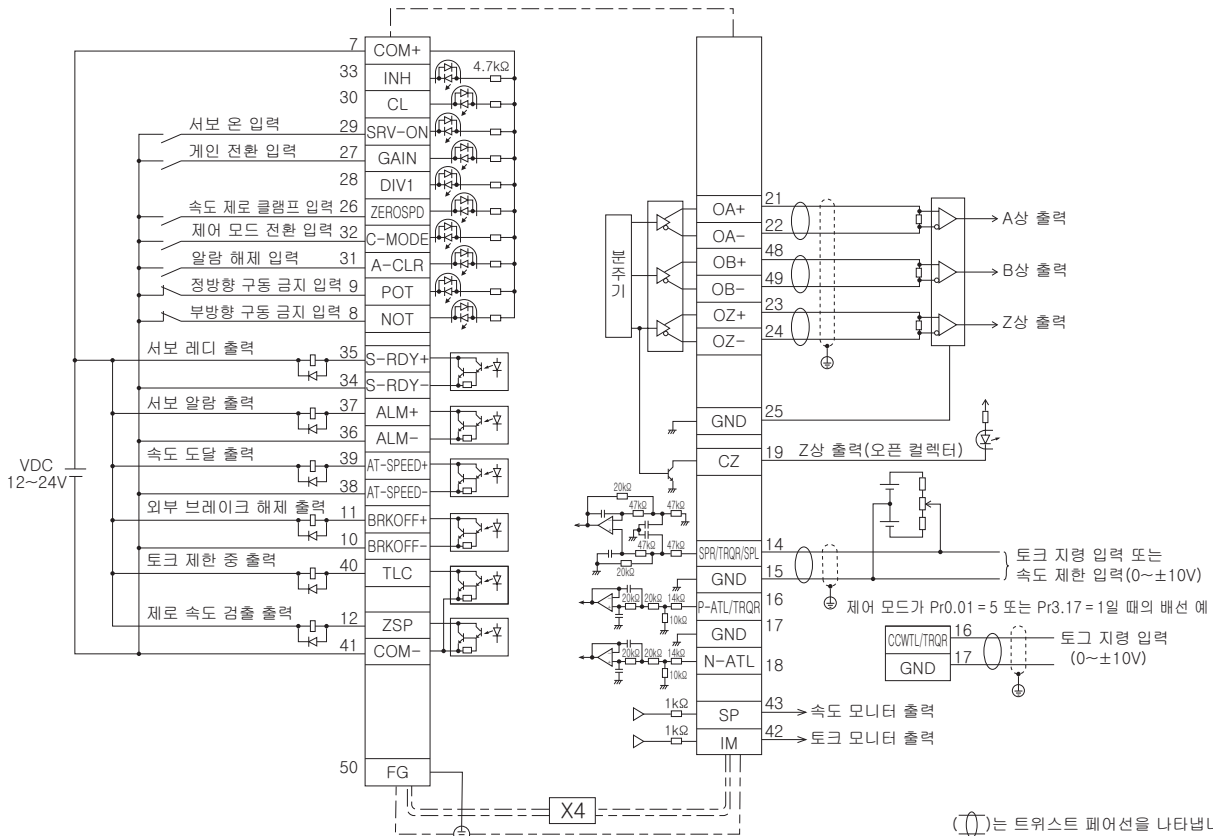 7 COM+
33 INH 4.7kΩ
30 CL
서보 온 입력 29 SRV-ON
게인 전환 입력 27 GAIN
28 DIV1
속도 제로 클램프 입력 26 ZEROSPD
제어 모드 전환 입력 32 C-MODE
알람 해제 입력 31 A-CLR
정방향 구동 금지 입력 9 POT
부방향 구동 금지 입력 8 NOT
서보 레디 출력 35 S-RDY+
34 S-RDY-
서보 알람 출력 37 ALM+
36 ALM-
속도 도달 출력 39 AT-SPEED+
38 AT-SPEED-
외부 브레이크 해제 출력 11 BRKOFF+
10 BRKOFF-
토크 제한 중 출력 40 TLC
제로 속도 검출 출력 12 ZSP
41 COM-
50 FG
VDC
12~24V
X4
분주기
OA+ 21
OA- 22
A상 출력
OB+ 48
OB- 49
B상 출력
OZ+ 23
OZ- 24
Z상 출력
GND 25
CZ 19 Z상 출력(오픈 컬렉터)
20kΩ
47kΩ 47kΩ
47kΩ 47kΩ
20kΩ
SPR/TRQR/SPL 14
GND 15
토크 지령 입력 또는
속도 제한 입력(0~±10V)
20kΩ 20kΩ 14kΩ
10kΩ
P-ATL/TRQR 16
GND 17
20kΩ 20kΩ 14kΩ
10kΩ
N-ATL 18
제어 모드가 Pr0.01 = 5 또는 Pr3.17 = 1일 때의 배선 예
CCWTL/TRQR 16
GND 17
토그 지령 입력
(0~±10V)
1kΩ SP 43 속도 모니터 출력
1kΩ IM 42 토크 모니터 출력
( )는 트위스트 페어선을 나타냅니